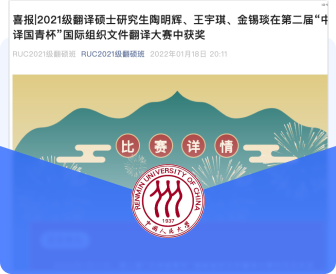 喜报|2021级翻译硕士研究生陶明辉、王宇琪、金锡琰在第二届“中
译国青杯”国际组织文件翻译大赛中获奖
RUC2021级翻硕班 RUC2021级翻硕班 2022年01月18日 20:11
比赛详情
RENMIN UNIVERSITY OF CHINA
1937
中國人民大學